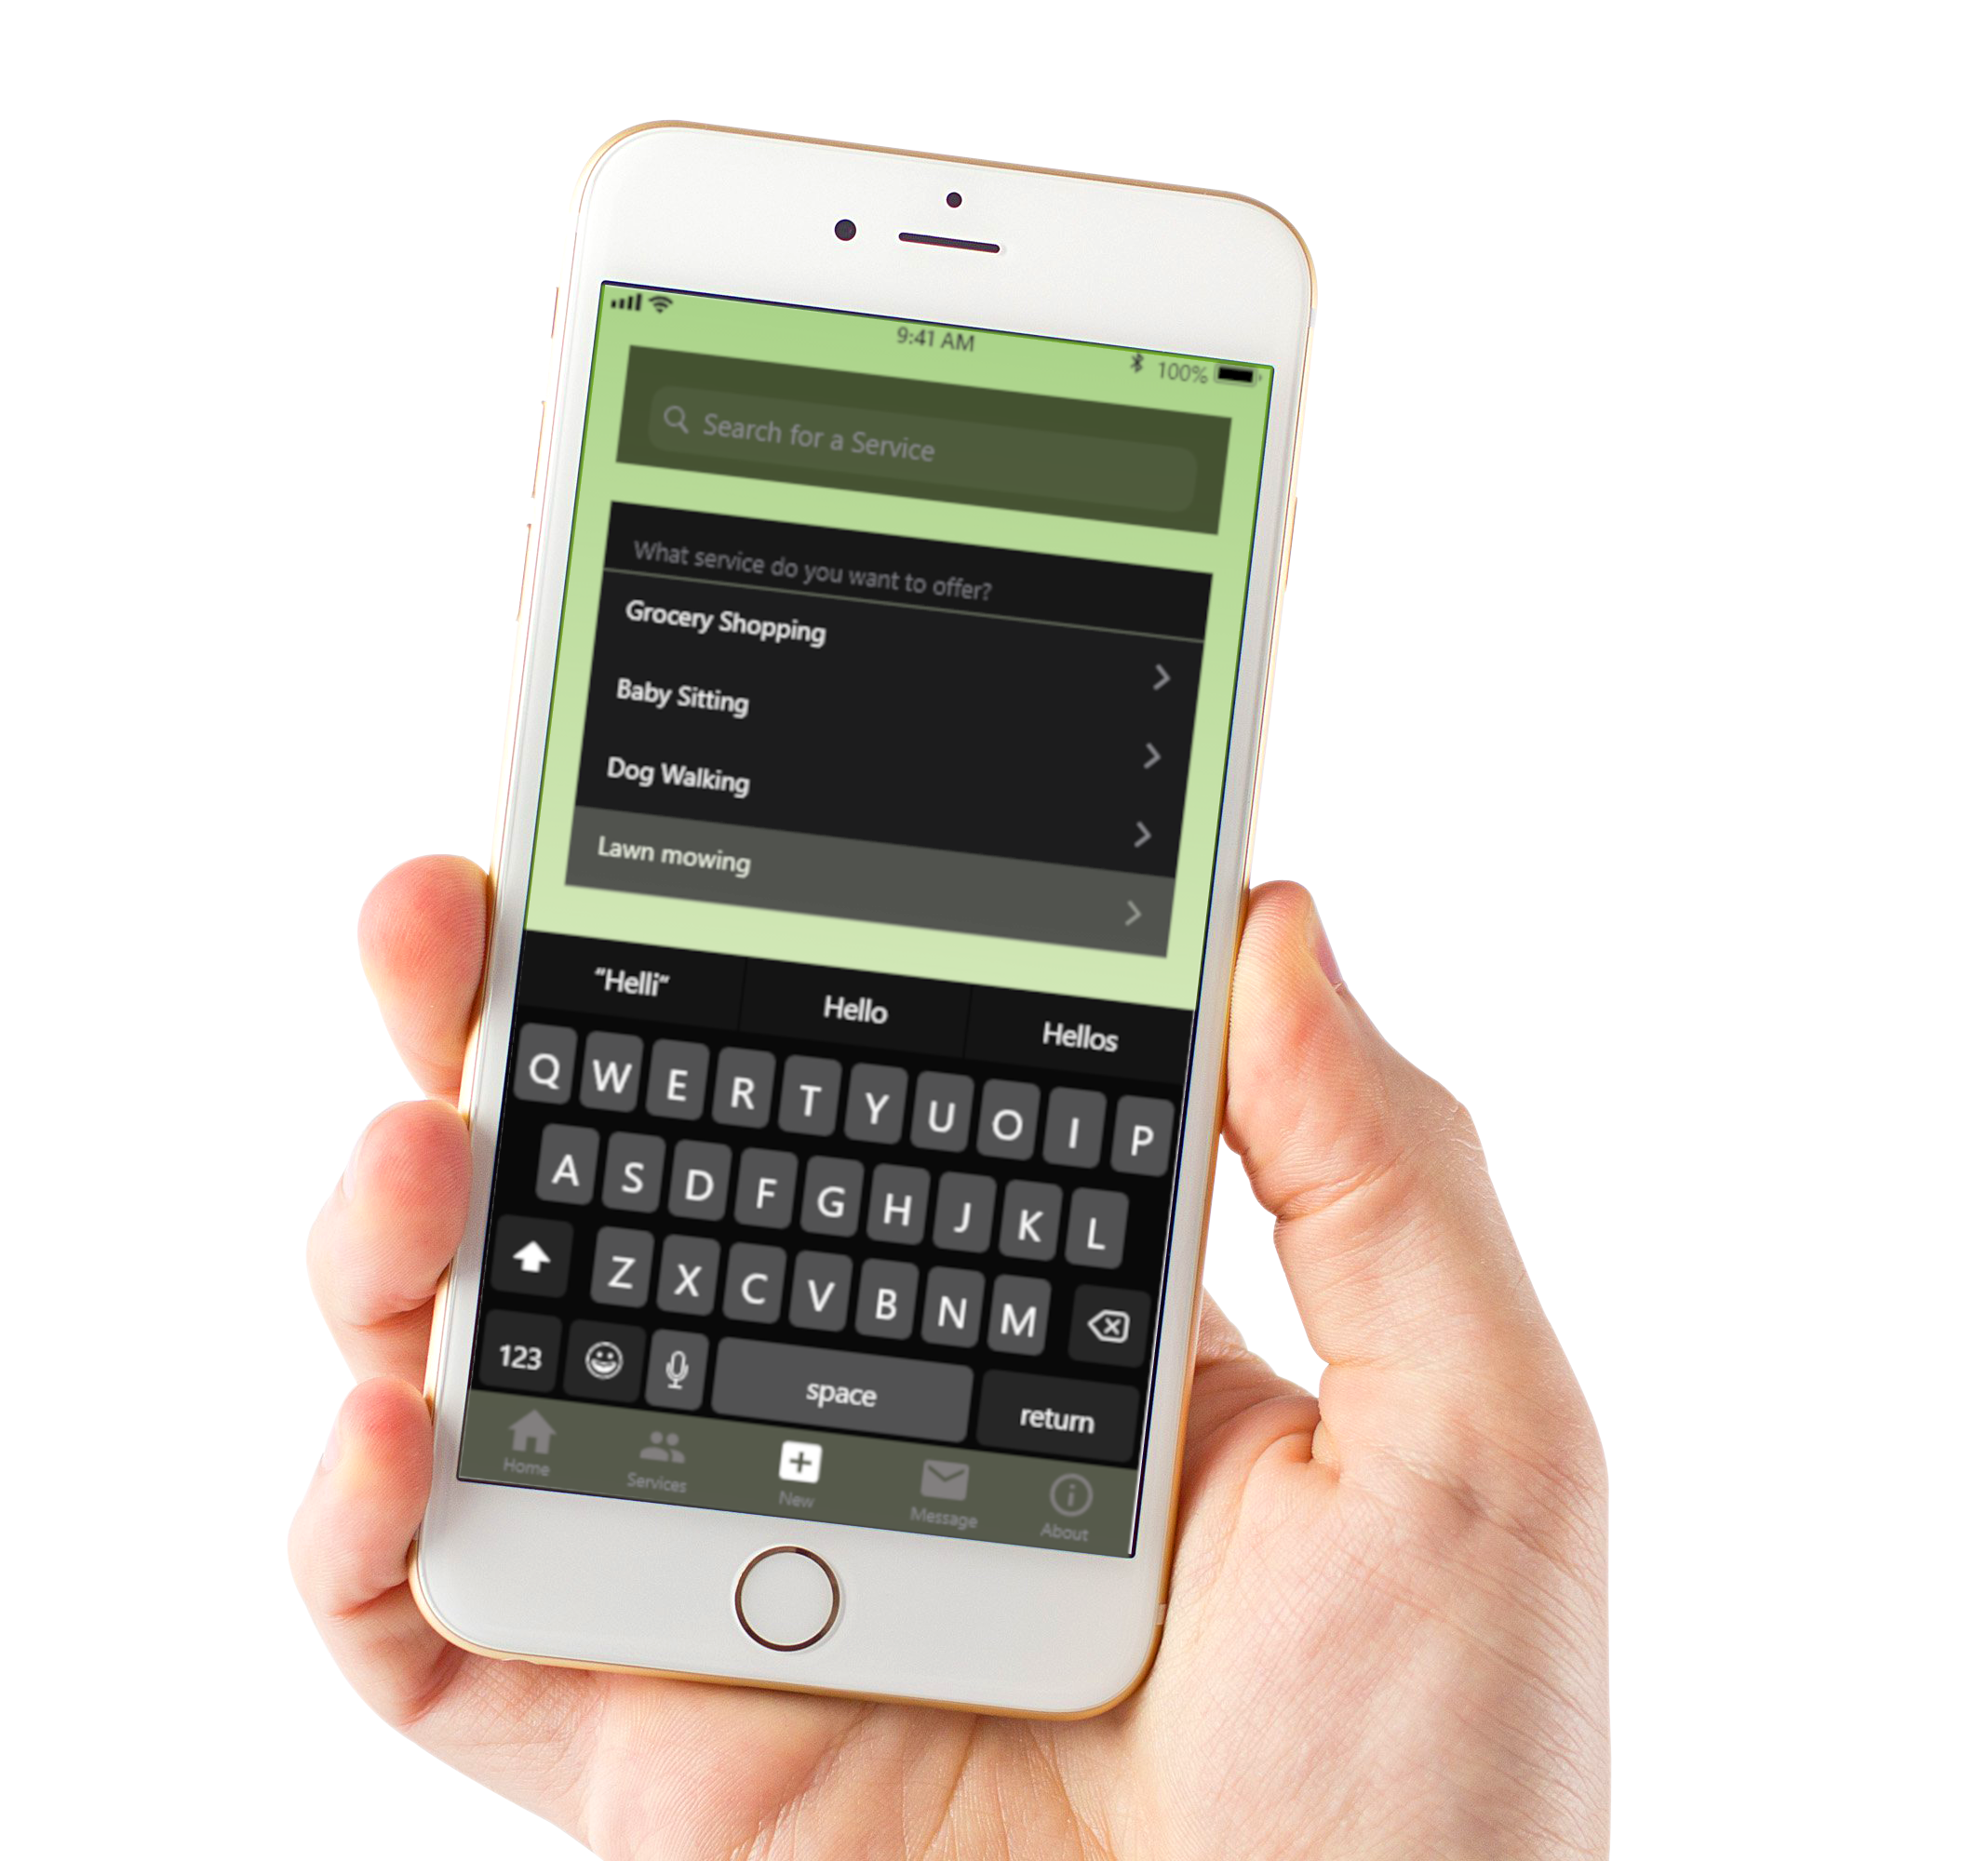 9:41 AM
100%
Search for a Service
What service do you want to offer?
Grocery Shopping
Baby Sitting
Dog Walking
Lawn mowing
“Helli” Hello Hellos
Q W E R T Y U O I P
A S D F G H J K L
Z X C V B N M
123 space return
Home Services New Message About